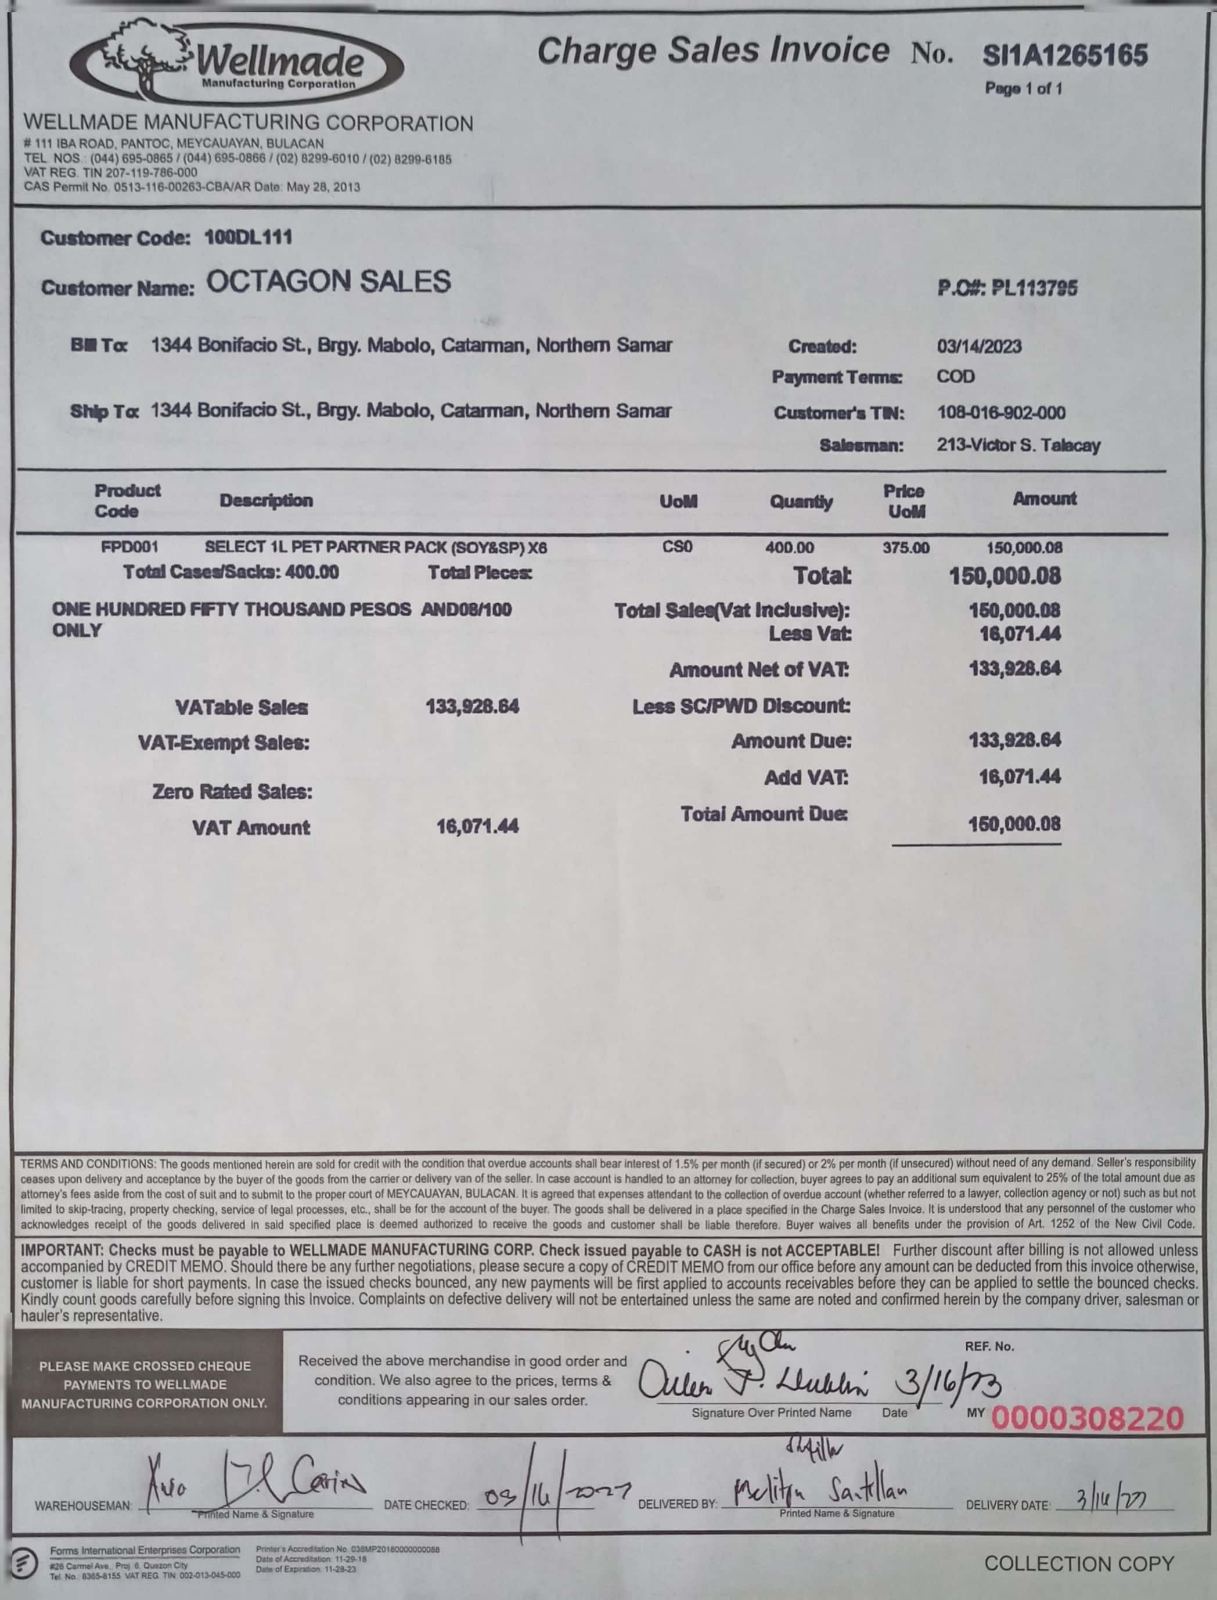 Wellmade
Manufacturing Corporation
Charge Sales Invoice No. SI1A1265165
Page 1 of 1
WELLMADE MANUFACTURING CORPORATION
# 111 IBA ROAD, PANTOC, MEYCAUAYAN, BULACAN
TEL. NOS.: (044) 695-0865 / (044) 695-0866 / (02) 8299-6010 / (02) 8299-6185
VAT REG. TIN 207-119-786-000
CAS Permit No. 0513-116-00263-CBA/AR Date: May 28, 2013
Customer Code: 100DL111
Customer Name: OCTAGON SALES
P.O#: PL113795
Bill To: 1344 Bonifacio St., Brgy. Mabolo, Catarman, Northern Samar
Created: 03/14/2023
Payment Terms: COD
Ship To: 1344 Bonifacio St., Brgy. Mabolo, Catarman, Northern Samar
Customer's TIN: 108-016-902-000
Salesman: 213-Victor S. Talacay
Product Code Description UoM Quantiy Price UoM Amount
FPD001 SELECT 1L PET PARTNER PACK (SOY&SP) X6 CS0 400.00 375.00 150,000.08
Total Cases/Sacks: 400.00 Total Pieces: Total: 150,000.08
ONE HUNDRED FIFTY THOUSAND PESOS AND08/100 Total Sales(Vat Inclusive): 150,000.08
ONLY Less Vat: 16,071.44
Amount Net of VAT: 133,928.64
VATable Sales 133,928.64 Less SC/PWD Discount:
VAT-Exempt Sales: Amount Due: 133,928.64
Zero Rated Sales: Add VAT: 16,071.44
VAT Amount 16,071.44 Total Amount Due: 150,000.08
TERMS AND CONDITIONS: The goods mentioned herein are sold for credit with the condition that overdue accounts shall bear interest of 1.5% per month (if secured) or 2% per month (if unsecured) without need of any demand. Seller's responsibility
ceases upon delivery and acceptance by the buyer of the goods from the carrier or delivery van of the seller. In case account is handled to an attorney for collection, buyer agrees to pay an additional sum equivalent to 25% of the total amount due as
attorney's fees aside from the cost of suit and to submit to the proper court of MEYCAUAYAN, BULACAN. It is agreed that expenses attendant to the collection of overdue account (whether referred to a lawyer, collection agency or not) such as but not
limited to skip-tracing, property checking, service of legal processes, etc., shall be for the account of the buyer. The goods shall be delivered in a place specified in the Charge Sales Invoice. It is understood that any personnel of the customer who
acknowledges receipt of the goods delivered in said specified place is deemed authorized to receive the goods and customer shall be liable therefore. Buyer waives all benefits under the provision of Art. 1252 of the New Civil Code.
IMPORTANT: Checks must be payable to WELLMADE MANUFACTURING CORP. Check issued payable to CASH is not ACCEPTABLE! Further discount after billing is not allowed unless
accompanied by CREDIT MEMO. Should there be any further negotiations, please secure a copy of CREDIT MEMO from our office before any amount can be deducted from this invoice otherwise,
customer is liable for short payments. In case the issued checks bounced, any new payments will be first applied to accounts receivables before they can be applied to settle the bounced checks.
Kindly count goods carefully before signing this Invoice. Complaints on defective delivery will not be entertained unless the same are noted and confirmed herein by the company driver, salesman or
hauler's representative.
PLEASE MAKE CROSSED CHEQUE
PAYMENTS TO WELLMADE
MANUFACTURING CORPORATION ONLY.
Received the above merchandise in good order and
condition. We also agree to the prices, terms &
conditions appearing in our sales order.
Signature Over Printed Name Date
REF. No.
MY 0000308220
WAREHOUSEMAN:
Printed Name & Signature
DATE CHECKED:
DELIVERED BY: Meliton Santillan
Printed Name & Signature
DELIVERY DATE:
Forms International Enterprises Corporation
#26 Carmel Ave., Proj. 6, Quezon City
Tel. No. 8365-8155 VAT REG. TIN: 002-013-045-000
Printer's Accreditation No. 038MP20180000000088
Date of Accreditation: 11-29-18
Date of Expiration: 11-28-23
COLLECTION COPY